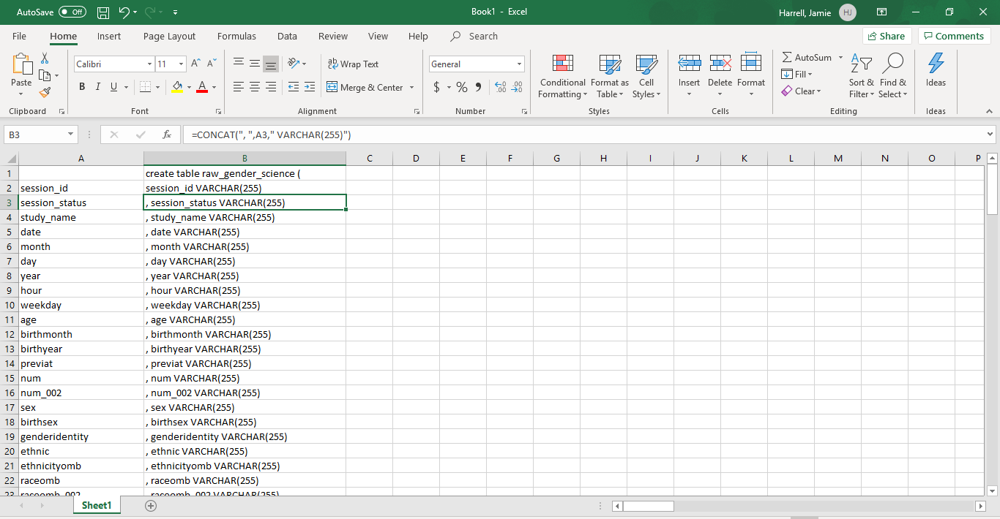 AutoSave Off Book1 - Excel Harrell, Jamie HJ
File Home Insert Page Layout Formulas Data Review View Help Search Share Comments
Calibri 11 General
Paste
B I U
Wrap Text
Merge & Center
$ % 9
Conditional Formatting
Format as Table
Cell Styles
Insert Delete Format
AutoSum
Fill
Clear
Sort & Filter
Find & Select
Ideas
Clipboard Font Alignment Number Styles Cells Editing Ideas
B3 fx =CONCAT(", ",A3," VARCHAR(255)")
A B C D E F G H I J K L M N O P
1 create table raw_gender_science (
2 session_id session_id VARCHAR(255)
3 session_status , session_status VARCHAR(255)
4 study_name , study_name VARCHAR(255)
5 date , date VARCHAR(255)
6 month , month VARCHAR(255)
7 day , day VARCHAR(255)
8 year , year VARCHAR(255)
9 hour , hour VARCHAR(255)
10 weekday , weekday VARCHAR(255)
11 age , age VARCHAR(255)
12 birthmonth , birthmonth VARCHAR(255)
13 birthyear , birthyear VARCHAR(255)
14 previat , previat VARCHAR(255)
15 num , num VARCHAR(255)
16 num_002 , num_002 VARCHAR(255)
17 sex , sex VARCHAR(255)
18 birthsex , birthsex VARCHAR(255)
19 genderidentity , genderidentity VARCHAR(255)
20 ethnic , ethnic VARCHAR(255)
21 ethnicityomb , ethnicityomb VARCHAR(255)
22 raceomb , raceomb VARCHAR(255)
23 raceomb_002 , raceomb_002 VARCHAR(255)
Sheet1